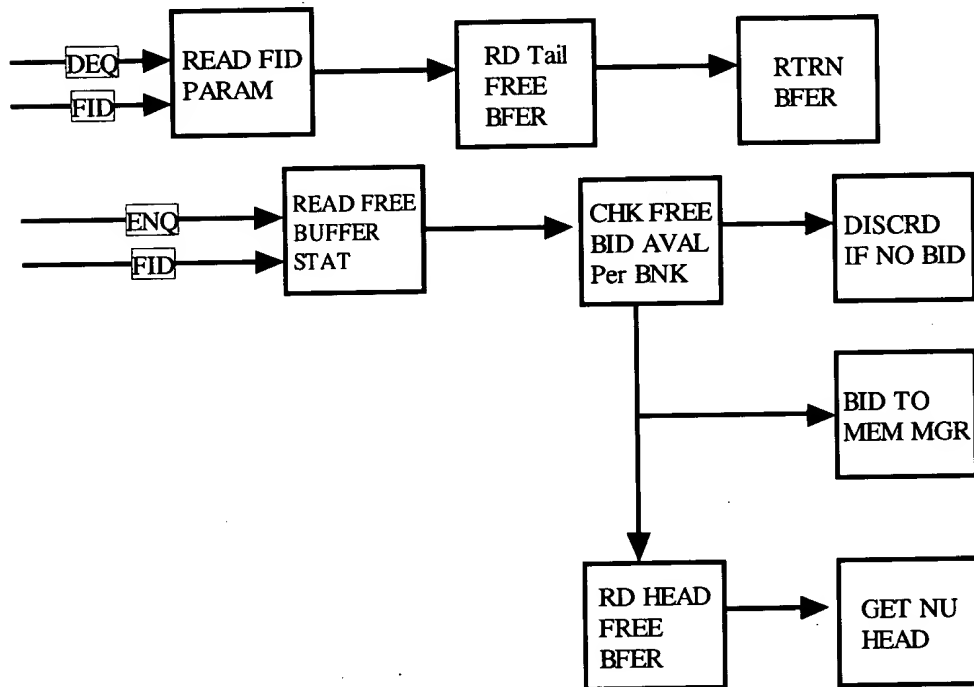 DEQ
FID
READ FID
PARAM
RD Tail
FREE
BFER
RTRN
BFER
ENQ
FID
READ FREE
BUFFER
STAT
CHK FREE
BID AVAL
Per BNK
DISCRD
IF NO BID
BID TO
MEM MGR
RD HEAD
FREE
BFER
GET NU
HEAD